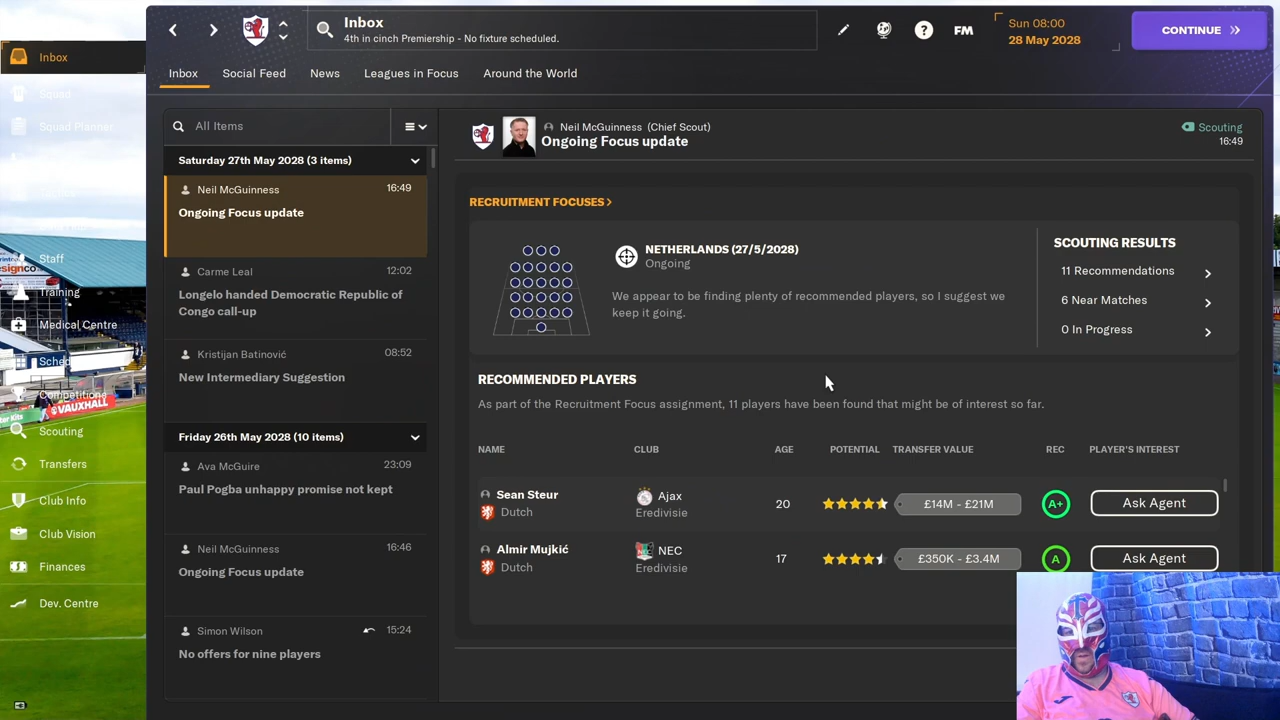 Inbox
4th in cinch Premiership - No fixture scheduled.
FM
Sun 08:00
28 May 2028
CONTINUE
Inbox
Social Feed
News
Leagues in Focus
Around the World
Inbox
Squad
Squad Planner
Staff
Training
Medical Centre
Sched
Competitions
Scouting
Transfers
Club Info
Club Vision
Finances
Dev. Centre
VAUXHALL
All Items
Saturday 27th May 2028 (3 items)
Neil McGuinness 16:49
Ongoing Focus update
Carme Leal 12:02
Longelo handed Democratic Republic of
Congo call-up
Kristijan Batinović 08:52
New Intermediary Suggestion
Friday 26th May 2028 (10 items)
Ava McGuire 23:09
Paul Pogba unhappy promise not kept
Neil McGuinness 16:46
Ongoing Focus update
Simon Wilson 15:24
No offers for nine players
Neil McGuinness (Chief Scout)
Ongoing Focus update
Scouting
16:49
RECRUITMENT FOCUSES >
NETHERLANDS (27/5/2028)
Ongoing
We appear to be finding plenty of recommended players, so I suggest we
keep it going.
SCOUTING RESULTS
11 Recommendations
6 Near Matches
0 In Progress
RECOMMENDED PLAYERS
As part of the Recruitment Focus assignment, 11 players have been found that might be of interest so far.
NAME CLUB AGE POTENTIAL TRANSFER VALUE REC PLAYER'S INTEREST
Sean Steur Ajax 20 £14M - £21M A+ Ask Agent
Dutch Eredivisie
Almir Mujkić NEC 17 £350K - £3.4M A Ask Agent
Dutch Eredivisie